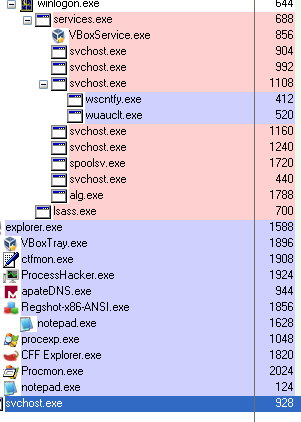 winlogon.exe 644
services.exe 688
VBoxService.exe 856
svchost.exe 904
svchost.exe 992
svchost.exe 1108
wscntfy.exe 412
wuauclt.exe 520
svchost.exe 1160
svchost.exe 1240
spoolsv.exe 1720
svchost.exe 440
alg.exe 1788
lsass.exe 700
explorer.exe 1588
VBoxTray.exe 1896
ctfmon.exe 1908
ProcessHacker.exe 1924
apateDNS.exe 944
Regshot-x86-ANSI.exe 1656
notepad.exe 1628
procexp.exe 1048
CFF Explorer.exe 1820
Procmon.exe 2024
notepad.exe 124
svchost.exe 928